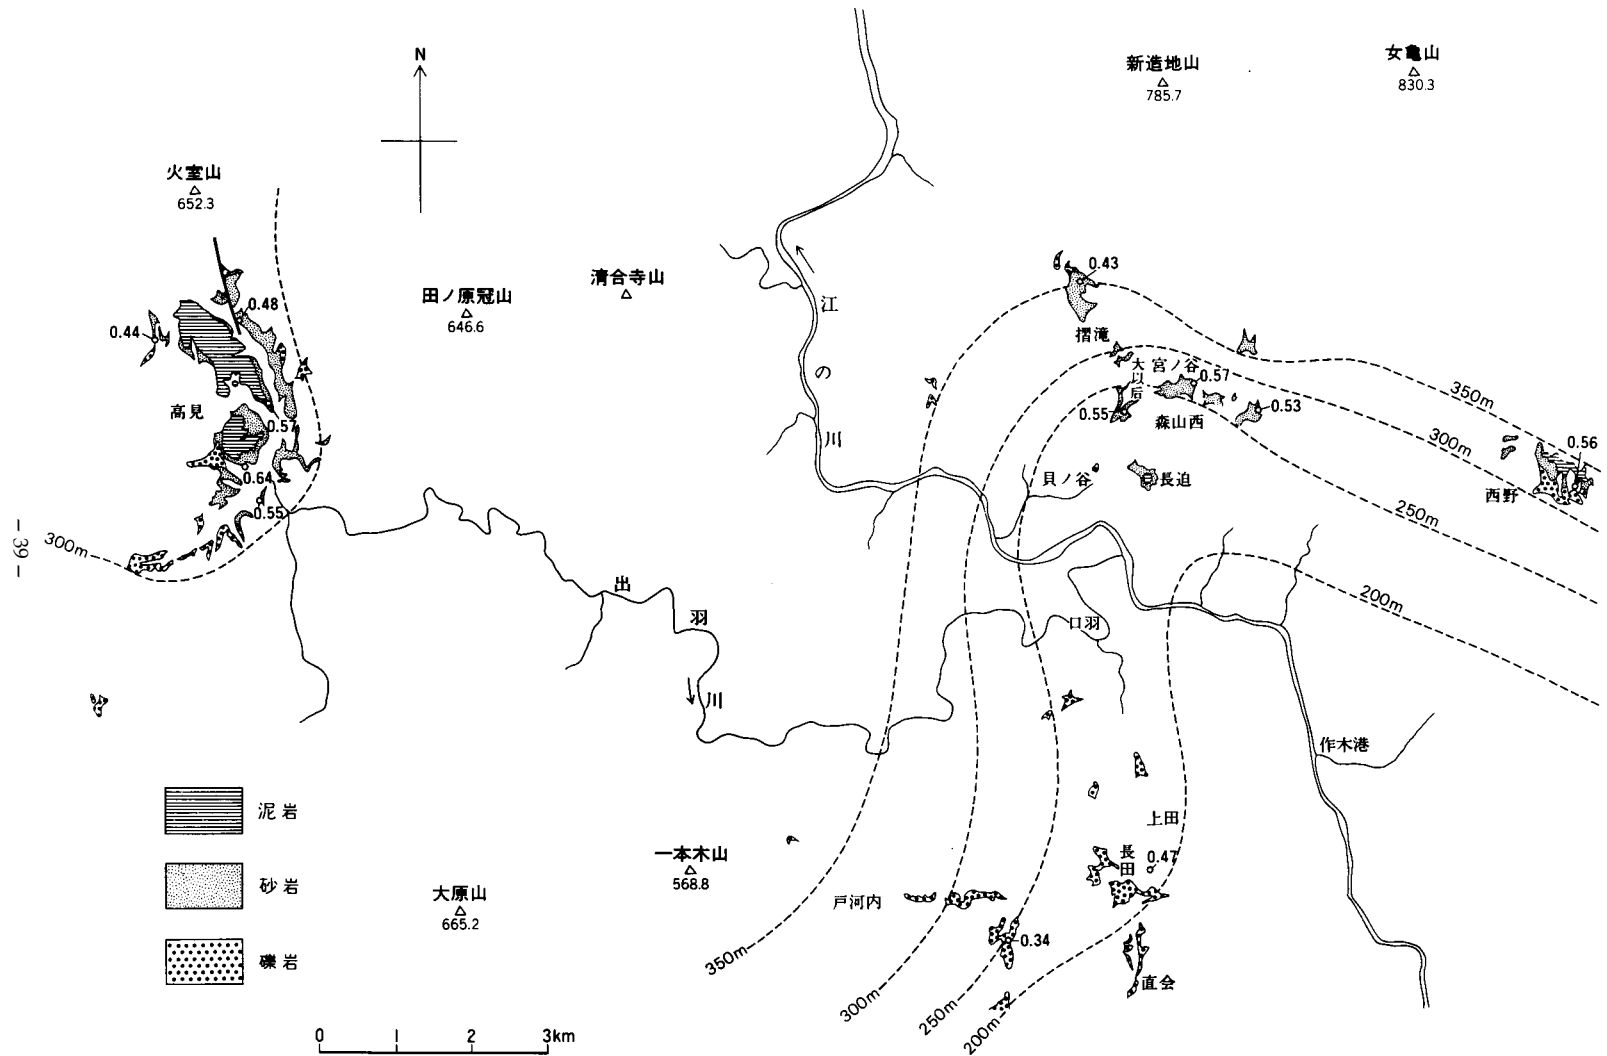 N
新造地山
785.7
女亀山
830.3
火室山
652.3
田ノ原冠山
646.6
清合寺山
江の川
0.43
摺滝
0.48
0.44
大以后
宮ノ谷
0.57
0.55
森山西
0.53
350m
300m
0.56
西野
250m
高見
0.57
0.64
0.55
貝ノ谷
長迫
300m
200m
出羽川
口羽
作木港
上田
長田
0.47
戸河内
0.34
直会
一本木山
568.8
大原山
665.2
350m
300m
250m
200m
泥岩
砂岩
礫岩
0 1 2 3km
- 39 -